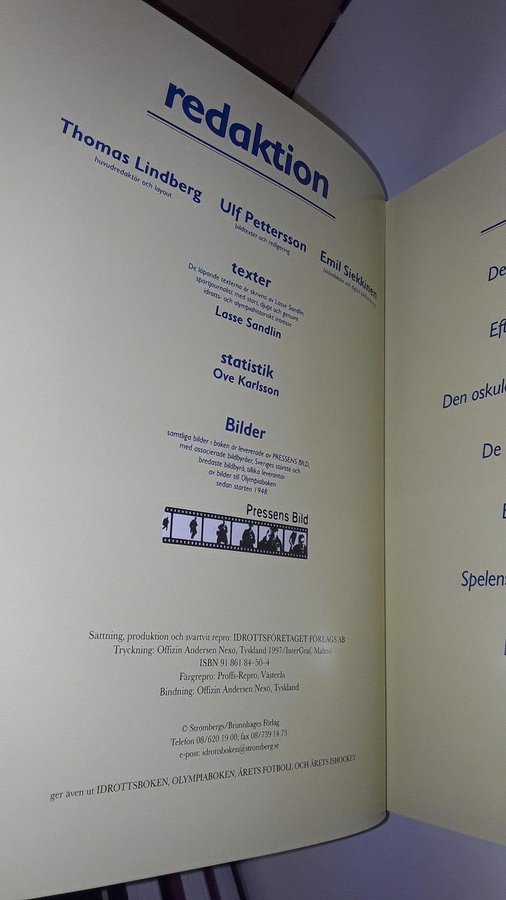 redaktion
Thomas Lindberg
huvudredaktör och layout
Ulf Pettersson
bildtexter och redigering
Emil Siekkinen
texter
De löpande texterna är skrivna av Lasse Sandlin,
sportjournalist med stort, djupt och genuint
idrotts- och olympiahistoriskt intresse
Lasse Sandlin
statistik
Ove Karlsson
Bilder
samtliga bilder i boken är levererade av PRESSENS BILD
med associerade bildbyråer. Sveriges största och
bredaste bildbyrå, tillika leverantör
av bilder till Olympiaboken
sedan starten 1948.
Pressens Bild
Sättning, produktion och svartvit repro: IDROTTSFÖRETAGET FÖRLAGS AB
Tryckning: Offizin Andersen Nexö, Tyskland 1997/InterGraf, Malmö
ISBN 91 861 84–50–4
Färgrepro: Proffs-Repro, Västerås
Bindning: Offizin Andersen Nexö, Tyskland
© Strombergs/Brunnhages Förlag
Telefon 08/620 19 00; fax 08/739 14 73
e-post: idrottsboken@stromberg.se
ger även ut IDROTTSBOKEN, OLYMPIABOKEN, ÅRETS FOTBOLL OCH ÅRETS ISHOCKEY
De
Eft
Den oskuld
De
Spelens